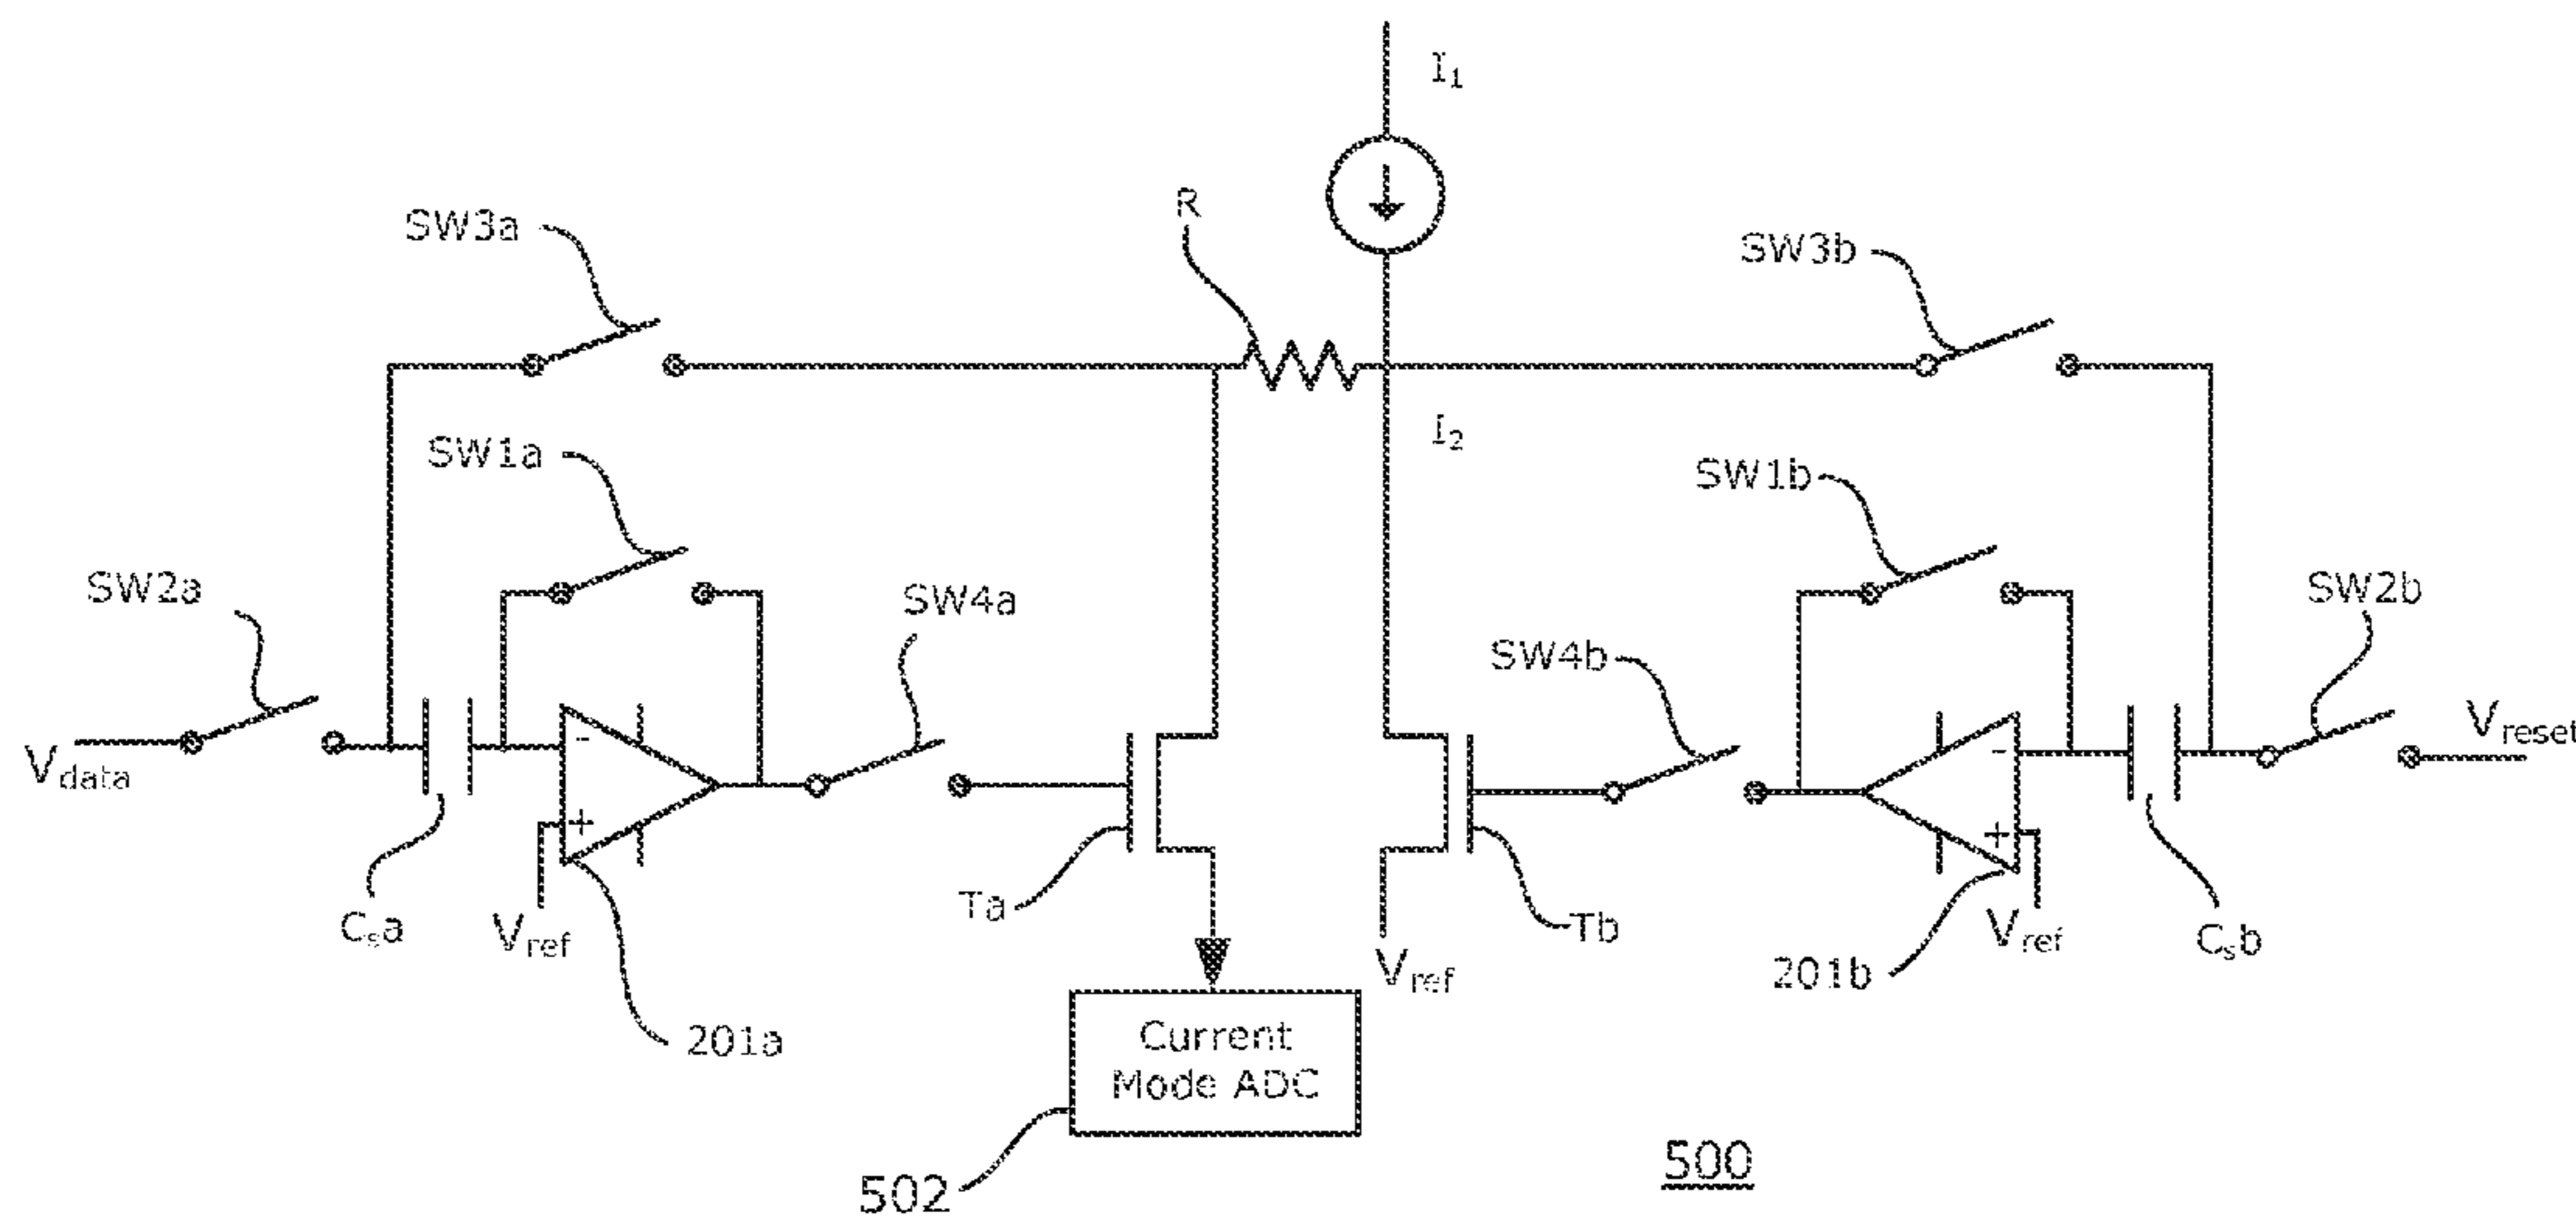 I₁
R
SW3a
SW3b
I₂
SW1a
SW1b
SW2a
SW4a
SW4b
SW2b
Vdata
-
+
-
+
Vreset
Csa
Vref
Ta
Tb
Vref
Vref
Csb
201a
201b
Current
Mode ADC
502
500